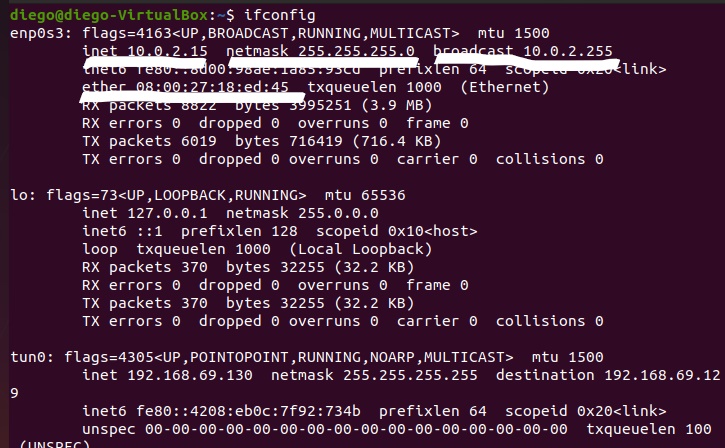 diego@diego-VirtualBox:~$ ifconfig
enp0s3: flags=4163<UP,BROADCAST,RUNNING,MULTICAST>  mtu 1500
inet 10.0.2.15  netmask 255.255.255.0  broadcast 10.0.2.255
inet6 fe80::8d00:98ae:1a85:93cd  prefixlen 64  scopeid 0x20<link>
ether 08:00:27:18:ed:45  txqueuelen 1000  (Ethernet)
RX packets 8822  bytes 3995251 (3.9 MB)
RX errors 0  dropped 0  overruns 0  frame 0
TX packets 6019  bytes 716419 (716.4 KB)
TX errors 0  dropped 0 overruns 0  carrier 0  collisions 0
lo: flags=73<UP,LOOPBACK,RUNNING>  mtu 65536
inet 127.0.0.1  netmask 255.0.0.0
inet6 ::1  prefixlen 128  scopeid 0x10<host>
loop  txqueuelen 1000  (Local Loopback)
RX packets 370  bytes 32255 (32.2 KB)
RX errors 0  dropped 0  overruns 0  frame 0
TX packets 370  bytes 32255 (32.2 KB)
TX errors 0  dropped 0 overruns 0  carrier 0  collisions 0
tun0: flags=4305<UP,POINTOPOINT,RUNNING,NOARP,MULTICAST>  mtu 1500
inet 192.168.69.130  netmask 255.255.255.255  destination 192.168.69.12
9
inet6 fe80::4208:eb0c:7f92:734b  prefixlen 64  scopeid 0x20<link>
unspec 00-00-00-00-00-00-00-00-00-00-00-00-00-00-00-00  txqueuelen 100
(UNSPEC)